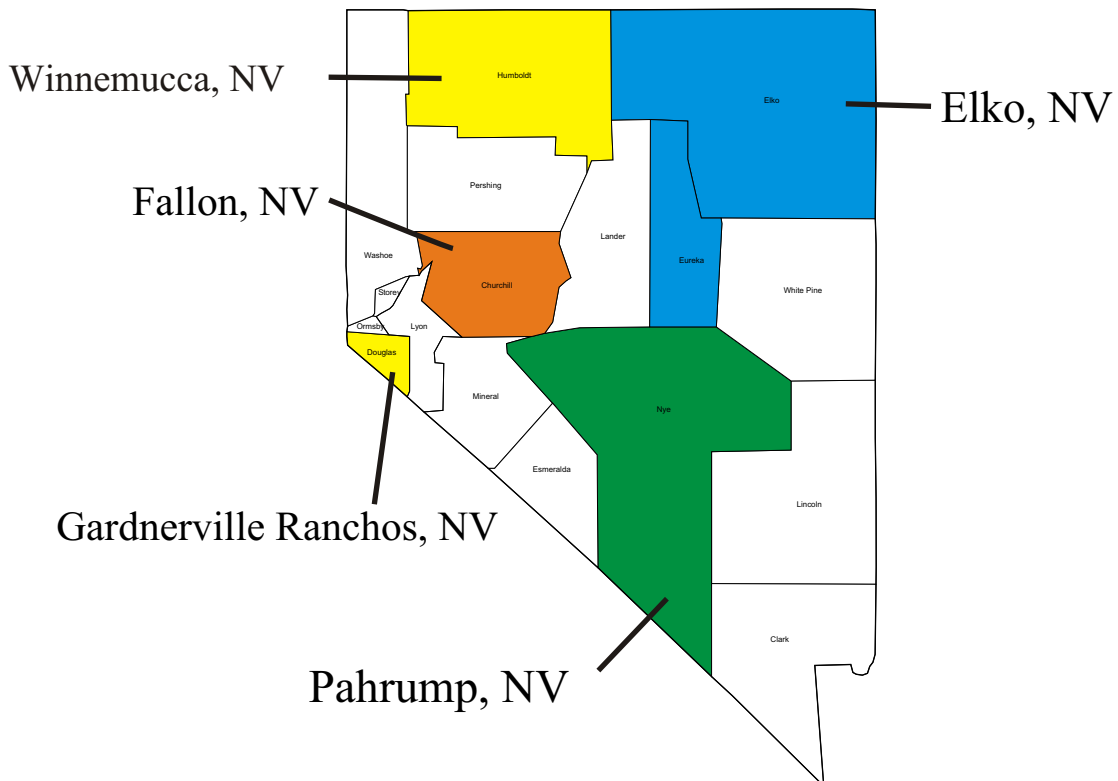 Humboldt
Winnemucca, NV
Elko
Elko, NV
Pershing
Fallon, NV
Lander
Washoe
Eureka
Churchill
White Pine
Storey
Ormsby
Lyon
Douglas
Mineral
Nye
Esmeralda
Lincoln
Gardnerville Ranchos, NV
Clark
Pahrump, NV